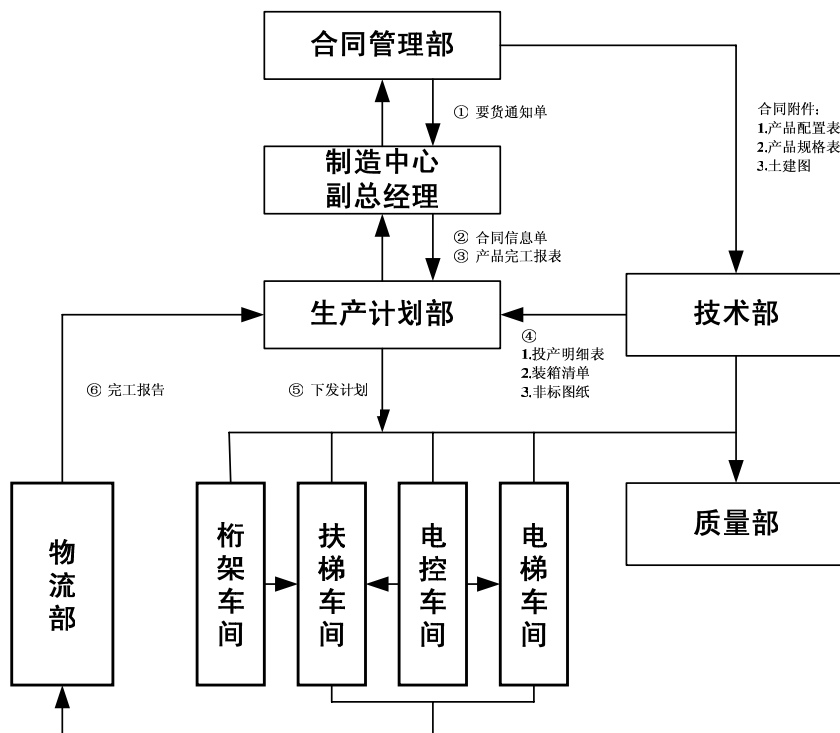 合同管理部
① 要货通知单
合同附件：
1.产品配置表
2.产品规格表
3.土建图
制造中心
副总经理
② 合同信息单
③ 产品完工报表
生产计划部
技术部
④
1.投产明细表
2.装箱清单
3.非标图纸
⑥ 完工报告
⑤ 下发计划
物流部
桁架车间
扶梯车间
电控车间
电梯车间
质量部